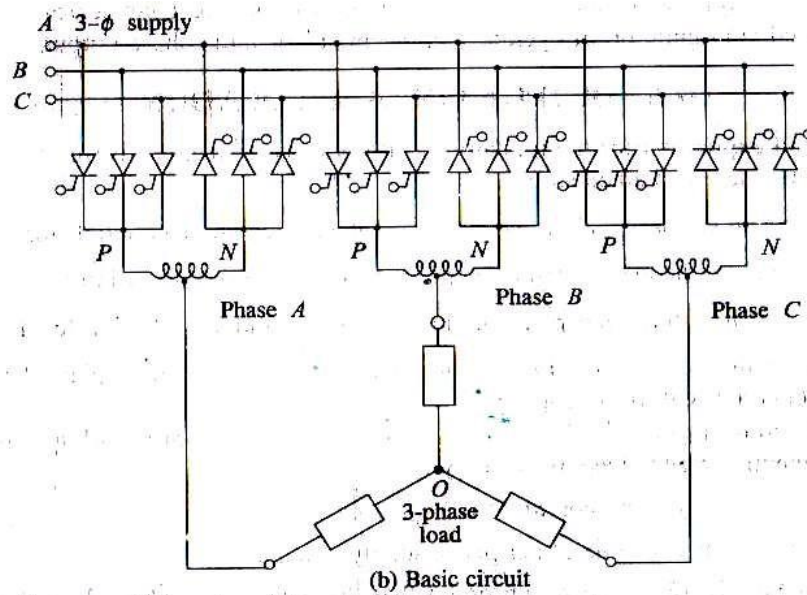 A 3-ϕ supply
B
C
P N
P N
P N
Phase A
Phase B
Phase C
O
3-phase
load
(b) Basic circuit